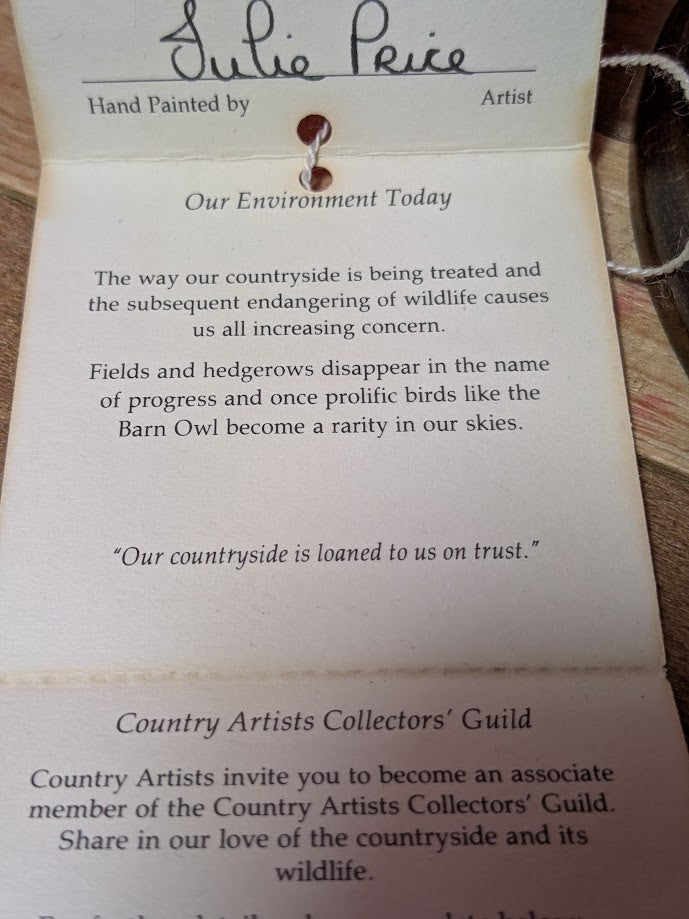 Julie Price
Hand Painted by Artist
Our Environment Today
The way our countryside is being treated and
the subsequent endangering of wildlife causes
us all increasing concern.
Fields and hedgerows disappear in the name
of progress and once prolific birds like the
Barn Owl become a rarity in our skies.
“Our countryside is loaned to us on trust.”
Country Artists Collectors’ Guild
Country Artists invite you to become an associate
member of the Country Artists Collectors’ Guild.
Share in our love of the countryside and its
wildlife.